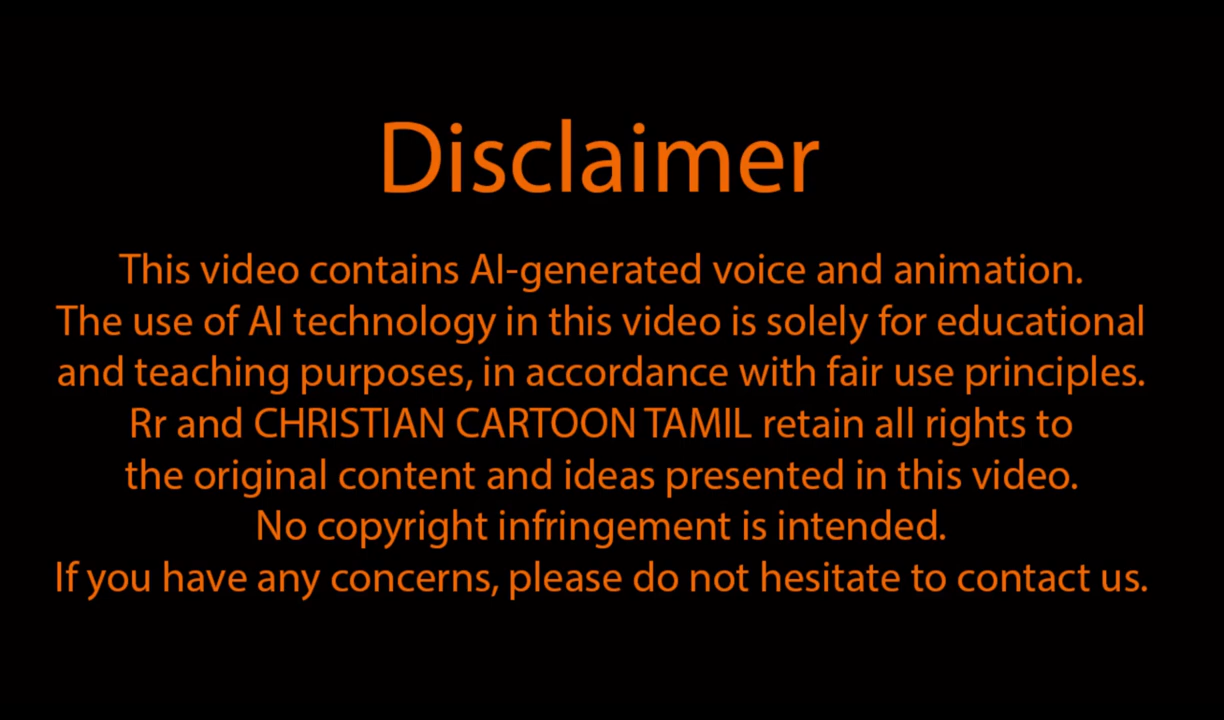 Disclaimer
This video contains AI-generated voice and animation.
The use of AI technology in this video is solely for educational
and teaching purposes, in accordance with fair use principles.
Rr and CHRISTIAN CARTOON TAMIL retain all rights to
the original content and ideas presented in this video.
No copyright infringement is intended.
If you have any concerns, please do not hesitate to contact us.